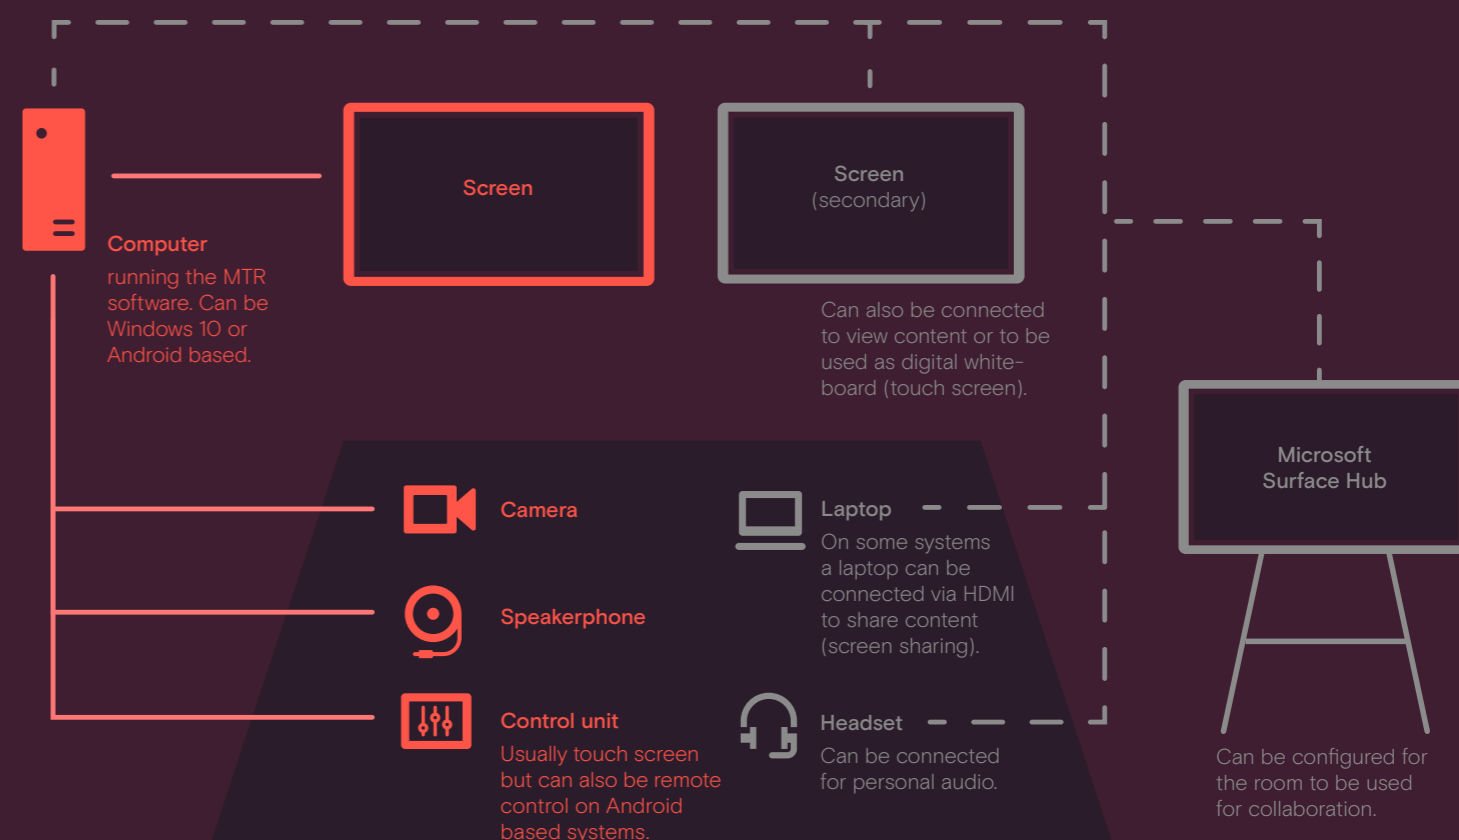 Screen
Screen
(secondary)
Computer
running the MTR
software. Can be
Windows 10 or
Android based.
Can also be connected
to view content or to be
used as digital white-
board (touch screen).
Microsoft
Surface Hub
Camera
Speakerphone
Control unit
Usually touch screen
but can also be remote
control on Android
based systems.
Laptop
On some systems
a laptop can be
connected via HDMI
to share content
(screen sharing).
Headset
Can be connected
for personal audio.
Can be configured for
the room to be used
for collaboration.